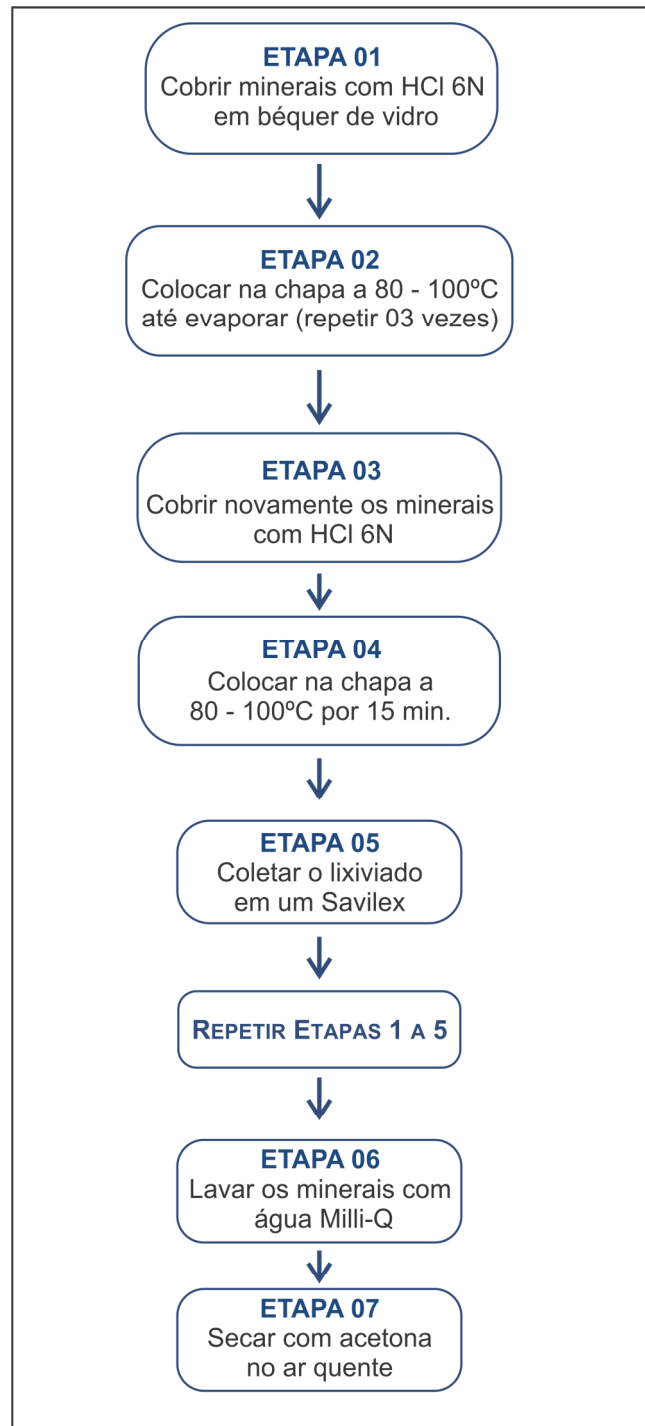 ETAPA 01
Cobrir minerais com HCl 6N
em béquer de vidro
ETAPA 02
Colocar na chapa a 80 - 100ºC
até evaporar (repetir 03 vezes)
ETAPA 03
Cobrir novamente os minerais
com HCl 6N
ETAPA 04
Colocar na chapa a
80 - 100ºC por 15 min.
ETAPA 05
Coletar o lixiviado
em um Savilex
REPETIR ETAPAS 1 A 5
ETAPA 06
Lavar os minerais com
água Milli-Q
ETAPA 07
Secar com acetona
no ar quente